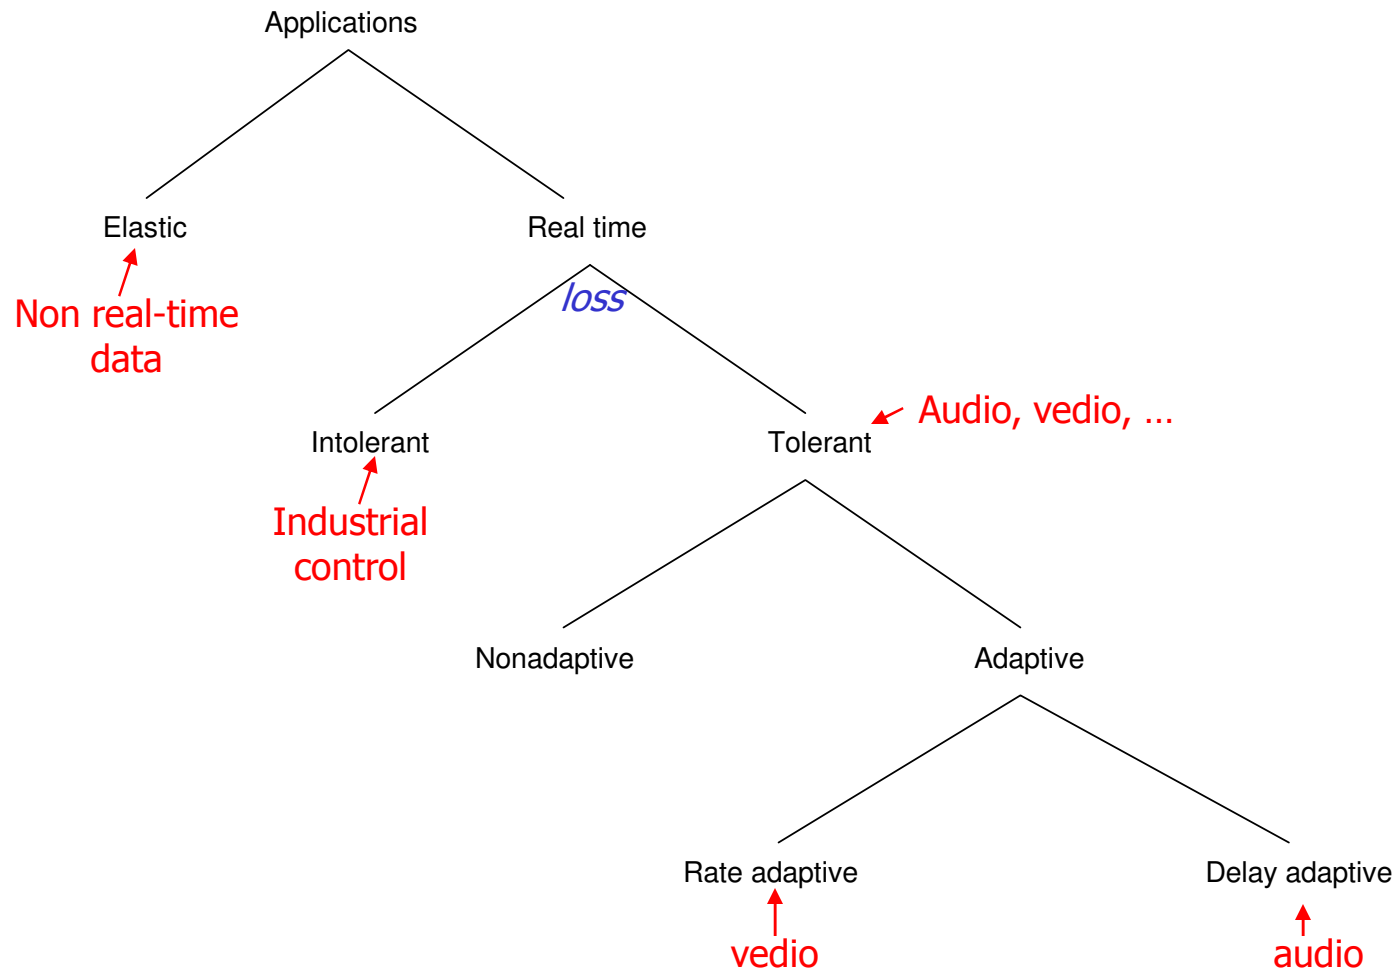 Applications
Elastic
Real time
Non real-time
data
loss
Audio, vedio, ...
Intolerant
Tolerant
Industrial
control
Nonadaptive
Adaptive
Rate adaptive
Delay adaptive
vedio
audio